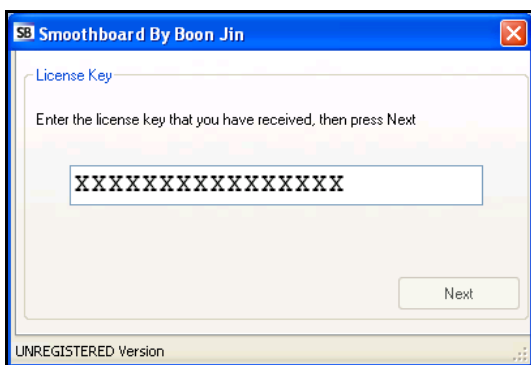 SB Smoothboard By Boon Jin
License Key
Enter the license key that you have received, then press Next
XXXXXXXXXXXXXXXX
Next
UNREGISTERED Version